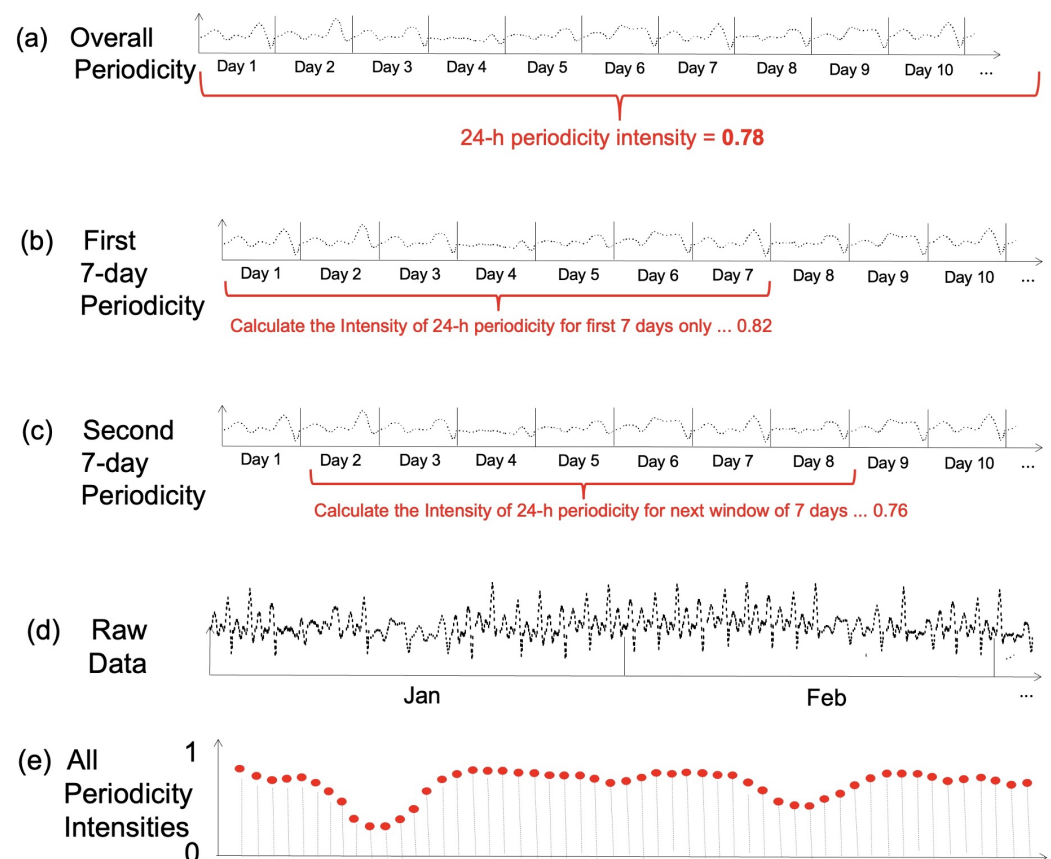 (a) Overall
Periodicity
Day 1 Day 2 Day 3 Day 4 Day 5 Day 6 Day 7 Day 8 Day 9 Day 10 ...
24-h periodicity intensity = 0.78
(b) First
7-day
Periodicity
Day 1 Day 2 Day 3 Day 4 Day 5 Day 6 Day 7 Day 8 Day 9 Day 10 ...
Calculate the Intensity of 24-h periodicity for first 7 days only ... 0.82
(c) Second
7-day
Periodicity
Day 1 Day 2 Day 3 Day 4 Day 5 Day 6 Day 7 Day 8 Day 9 Day 10 ...
Calculate the Intensity of 24-h periodicity for next window of 7 days ... 0.76
(d) Raw
Data
Jan Feb ...
(e) All
Periodicity
Intensities
1
0